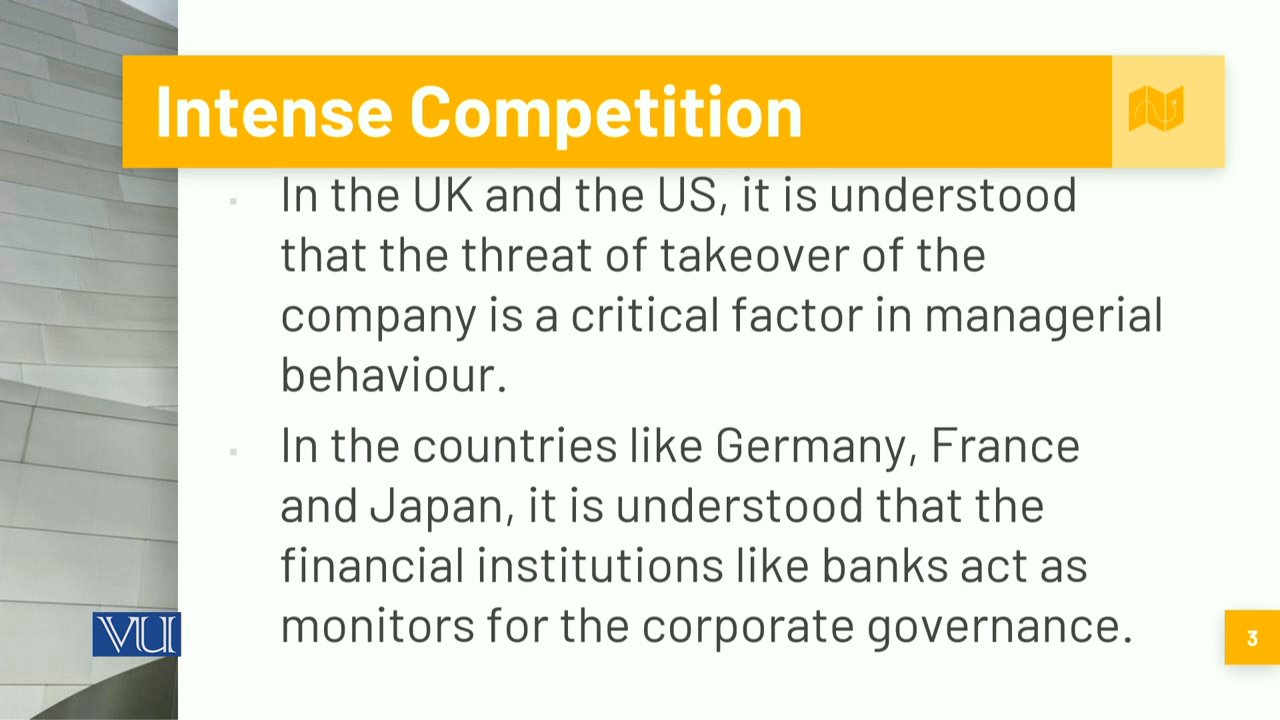 Intense Competition
In the UK and the US, it is understood
that the threat of takeover of the
company is a critical factor in managerial
behaviour.
In the countries like Germany, France
and Japan, it is understood that the
financial institutions like banks act as
monitors for the corporate governance.
VU
3